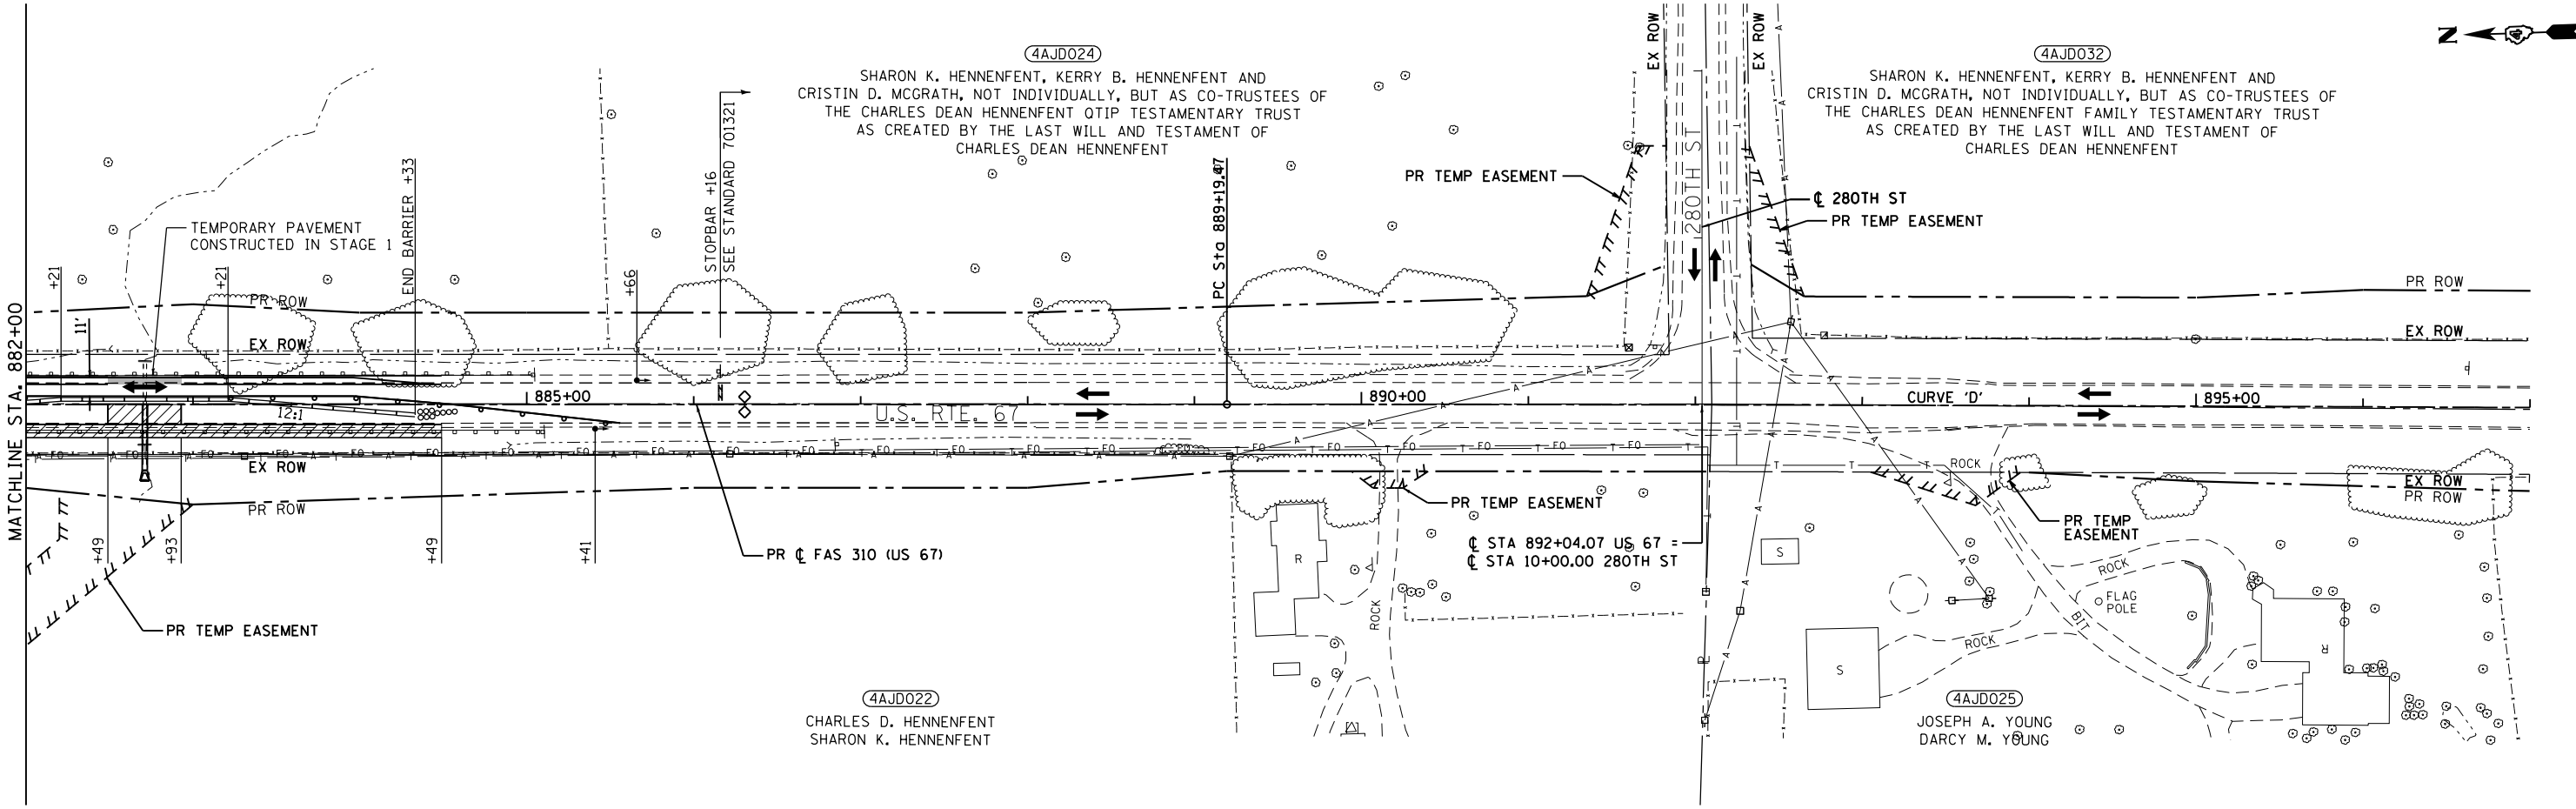 MATCHLINE STA. 882+00
4AJD024
SHARON K. HENNENFENT, KERRY B. HENNENFENT AND
CRISTIN D. MCGRATH, NOT INDIVIDUALLY, BUT AS CO-TRUSTEES OF
THE CHARLES DEAN HENNENFENT QTIP TESTAMENTARY TRUST
AS CREATED BY THE LAST WILL AND TESTAMENT OF
CHARLES DEAN HENNENFENT
4AJD032
SHARON K. HENNENFENT, KERRY B. HENNENFENT AND
CRISTIN D. MCGRATH, NOT INDIVIDUALLY, BUT AS CO-TRUSTEES OF
THE CHARLES DEAN HENNENFENT FAMILY TESTAMENTARY TRUST
AS CREATED BY THE LAST WILL AND TESTAMENT OF
CHARLES DEAN HENNENFENT
N
EX ROW
EX ROW
280TH ST
PR TEMP EASEMENT
℄ 280TH ST
PR TEMP EASEMENT
TEMPORARY PAVEMENT
CONSTRUCTED IN STAGE 1
+21
11'
+21
END BARRIER +33
+66
STOPBAR +16
SEE STANDARD 701321
PC Sta 889+19.47
PR ROW
EX ROW
PR ROW
EX ROW
12:1
885+00
U.S. RTE. 67
890+00
CURVE 'D'
895+00
EX ROW
PR ROW
+49
+93
+49
+41
PR TEMP EASEMENT
PR ℄ FAS 310 (US 67)
PR TEMP EASEMENT
℄ STA 892+04.07 US 67 =
℄ STA 10+00.00 280TH ST
ROCK
PR TEMP
EASEMENT
EX ROW
PR ROW
R
ROCK
S
S
ROCK
ROCK
BIT
FLAG
POLE
R
4AJD022
CHARLES D. HENNENFENT
SHARON K. HENNENFENT
4AJD025
JOSEPH A. YOUNG
DARCY M. YOUNG